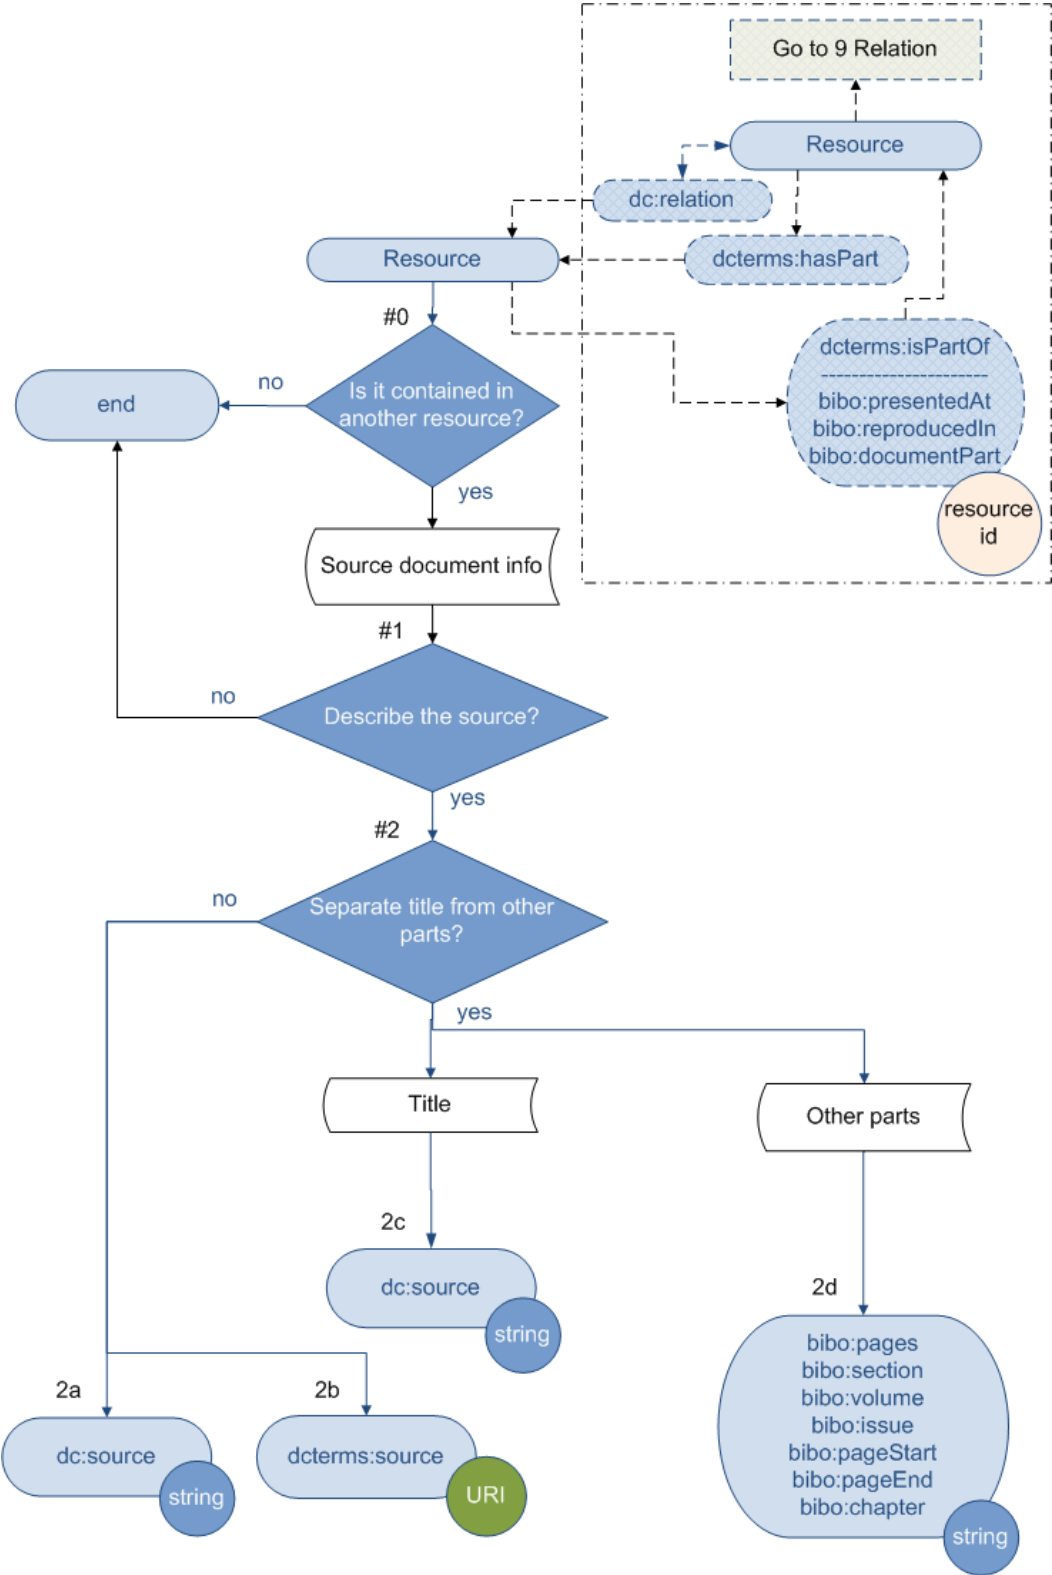 Go to 9 Relation
Resource
dc:relation
Resource
dcterms:hasPart
#0
dcterms:isPartOf
--------------------
bibo:presentedAt
bibo:reproducedIn
bibo:documentPart
resource
id
no
Is it contained in
another resource?
end
yes
Source document info
#1
no
Describe the source?
yes
#2
no
Separate title from other
parts?
yes
Title
Other parts
2c
dc:source
string
2d
bibo:pages
bibo:section
bibo:volume
bibo:issue
bibo:pageStart
bibo:pageEnd
bibo:chapter
string
2a
dc:source
string
2b
dcterms:source
URI